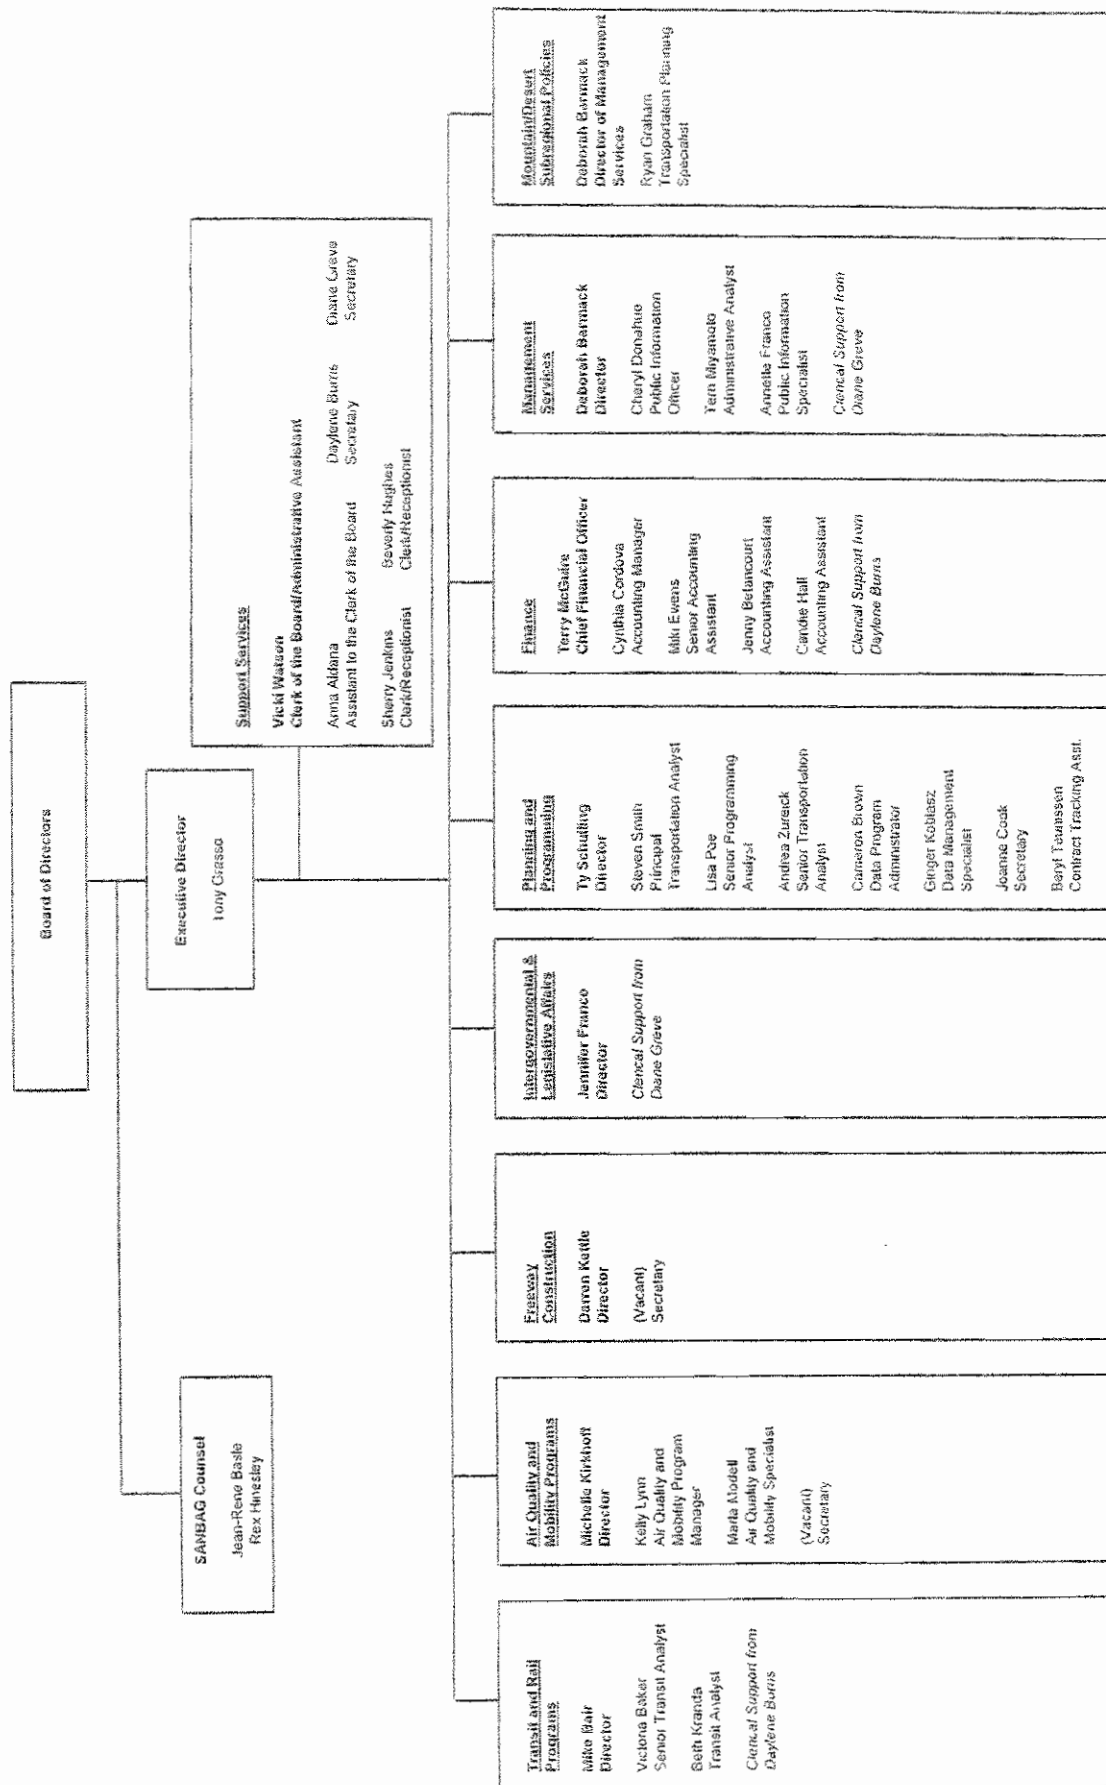 Board of Directors
SANBAG Counsel
Jean-Rene Basle
Rex Hinesley
Executive Director
Tony Grasso
Support Services
Vicki Watson
Clerk of the Board/Administrative Assistant
Anna Aldana
Assistant to the Clerk of the Board
Daylene Burns
Secretary
Diane Greve
Secretary
Sherry Jenkins
Clerk/Receptionist
Beverly Hughes
Clerk/Receptionist
Transit and Rail
Programs
Mike Bair
Director
Victoria Baker
Senior Transit Analyst
Beth Kranda
Transit Analyst
Clerical Support from
Daylene Burns
Air Quality and
Mobility Programs
Michelle Kirkhoff
Director
Kelly Lynn
Air Quality and
Mobility Program
Manager
Marla Modell
Air Quality and
Mobility Specialist
(Vacant)
Secretary
Freeway
Construction
Darren Kettle
Director
(Vacant)
Secretary
Intergovernmental &
Legislative Affairs
Jennifer Franco
Director
Clerical Support from
Diane Greve
Planning and
Programming
Ty Schuiling
Director
Steven Smith
Principal
Transportation Analyst
Lisa Poe
Senior Programming
Analyst
Andrea Zureick
Senior Transportation
Analyst
Cameron Brown
Data Program
Administrator
Ginger Koblasz
Data Management
Specialist
Joanne Cook
Secretary
Beryl Teunissen
Contract Tracking Asst.
Finance
Terry McGuire
Chief Financial Officer
Cynthia Cordova
Accounting Manager
Miki Ewens
Senior Accounting
Assistant
Jenny Betancourt
Accounting Assistant
Candie Hall
Accounting Assistant
Clerical Support from
Daylene Burns
Management
Services
Deborah Barmack
Director
Cheryl Donahue
Public Information
Officer
Terri Miyamoto
Administrative Analyst
Annette Franco
Public Information
Specialist
Clerical Support from
Diane Greve
Mountain/Desert
Subregional Policies
Deborah Barmack
Director of Management
Services
Ryan Graham
Transportation Planning
Specialist